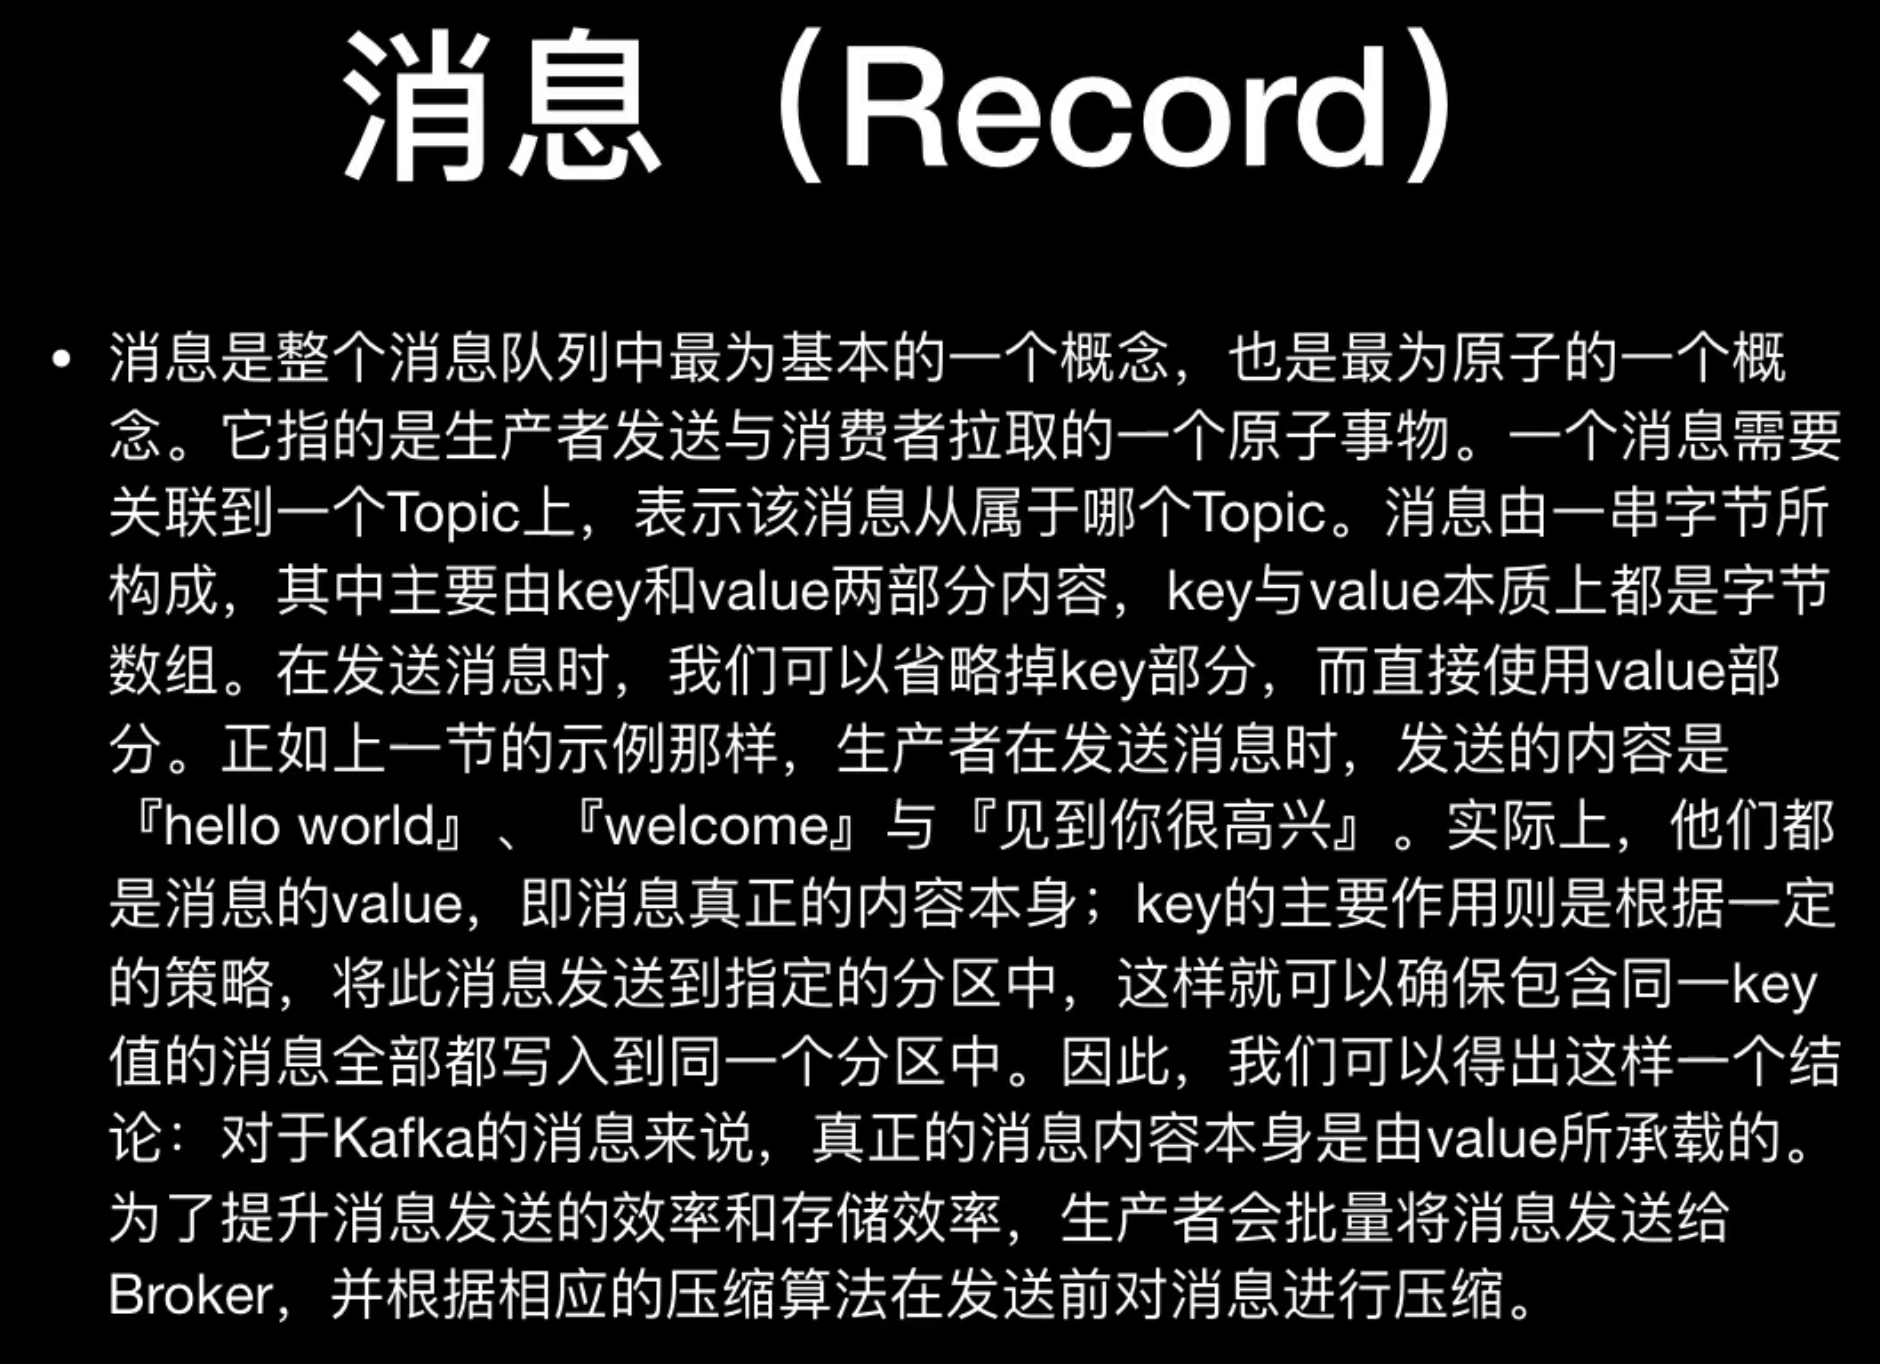 消息（Record）
• 消息是整个消息队列中最为基本的一个概念，也是最为原子的一个概
念。它指的是生产者发送与消费者拉取的一个原子事物。一个消息需要
关联到一个Topic上，表示该消息从属于哪个Topic。消息由一串字节所
构成，其中主要由key和value两部分内容，key与value本质上都是字节
数组。在发送消息时，我们可以省略掉key部分，而直接使用value部
分。正如上一节的示例那样，生产者在发送消息时，发送的内容是
『hello world』、『welcome』与『见到你很高兴』。实际上，他们都
是消息的value，即消息真正的内容本身；key的主要作用则是根据一定
的策略，将此消息发送到指定的分区中，这样就可以确保包含同一key
值的消息全部都写入到同一个分区中。因此，我们可以得出这样一个结
论：对于Kafka的消息来说，真正的消息内容本身是由value所承载的。
为了提升消息发送的效率和存储效率，生产者会批量将消息发送给
Broker，并根据相应的压缩算法在发送前对消息进行压缩。